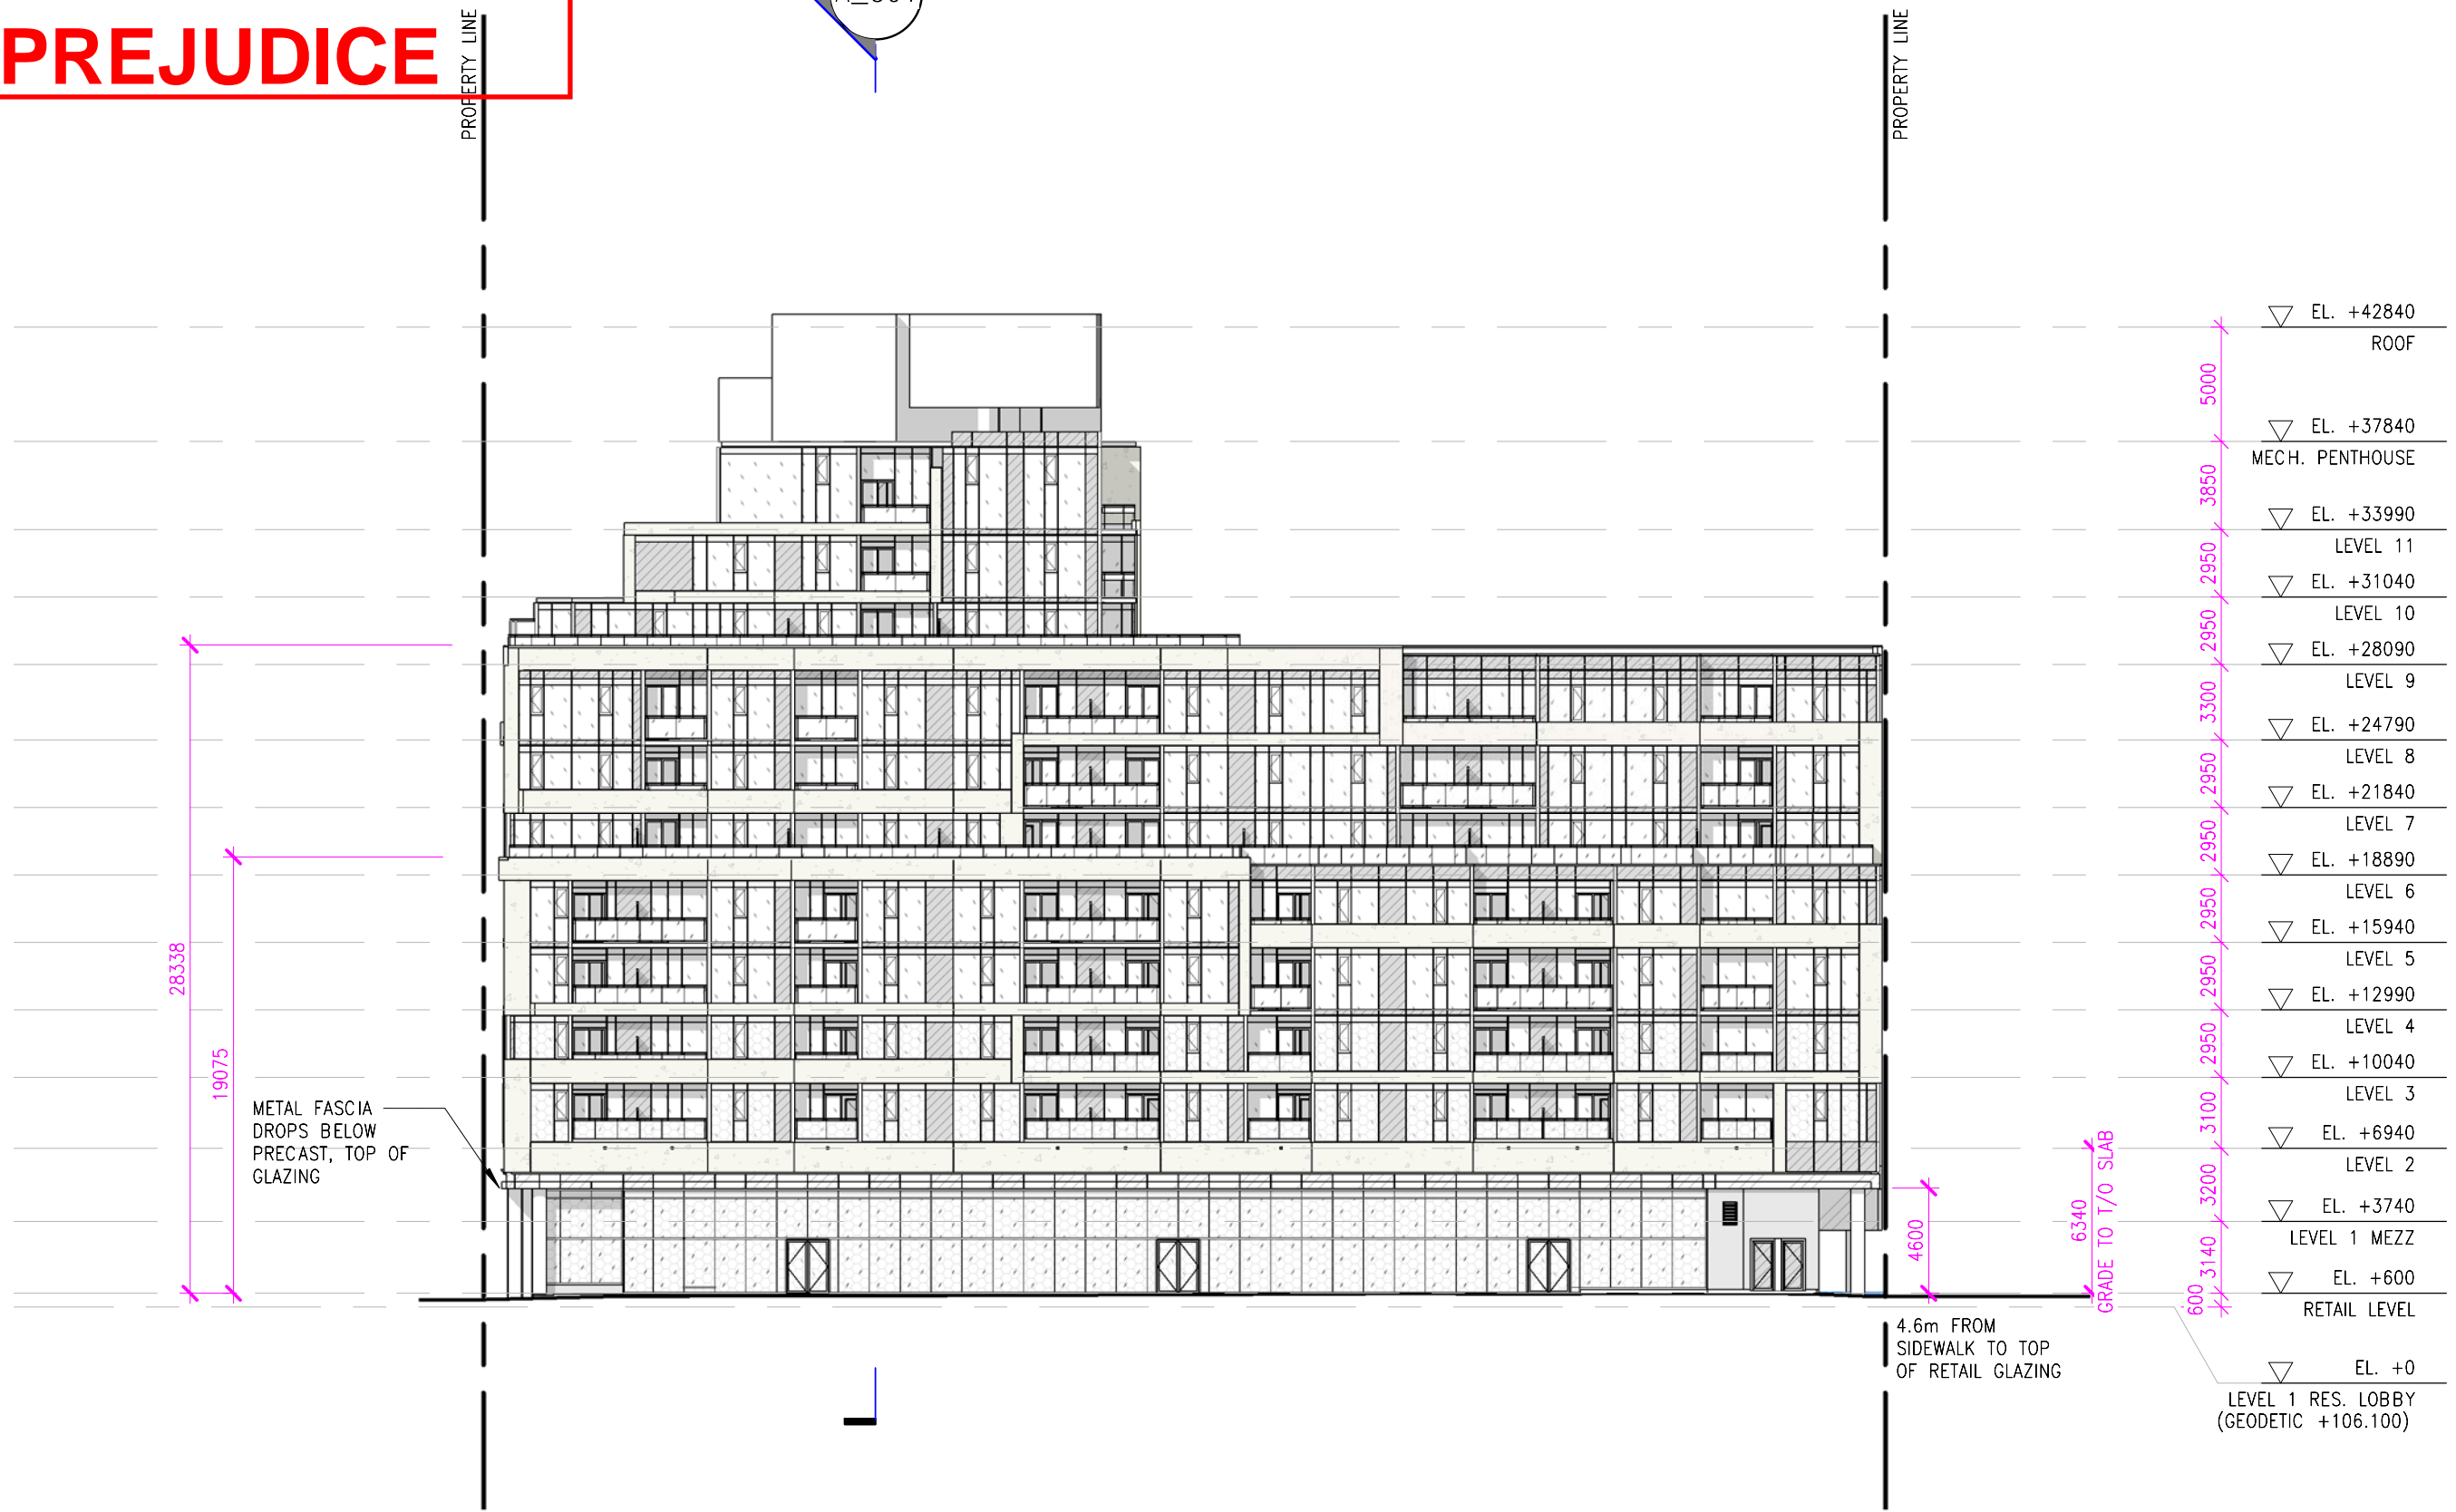 PREJUDICE
PROPERTY LINE
PROPERTY LINE
EL. +42840
ROOF
5000
EL. +37840
MECH. PENTHOUSE
3850
EL. +33990
LEVEL 11
2950
EL. +31040
LEVEL 10
2950
EL. +28090
LEVEL 9
3300
EL. +24790
LEVEL 8
2950
EL. +21840
LEVEL 7
2950
EL. +18890
LEVEL 6
2950
EL. +15940
LEVEL 5
2950
EL. +12990
LEVEL 4
2950
EL. +10040
LEVEL 3
3100
EL. +6940
LEVEL 2
3200
EL. +3740
LEVEL 1 MEZZ
3140
EL. +600
RETAIL LEVEL
600
EL. +0
LEVEL 1 RES. LOBBY
(GEODETIC +106.100)
28338
19075
METAL FASCIA
DROPS BELOW
PRECAST, TOP OF
GLAZING
4600
6340
GRADE TO T/O SLAB
4.6m FROM
SIDEWALK TO TOP
OF RETAIL GLAZING